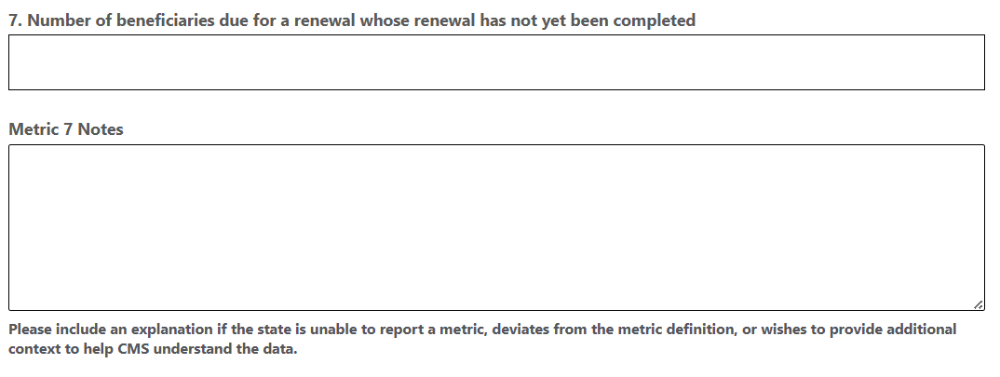 7. Number of beneficiaries due for a renewal whose renewal has not yet been completed
Metric 7 Notes
Please include an explanation if the state is unable to report a metric, deviates from the metric definition, or wishes to provide additional
context to help CMS understand the data.